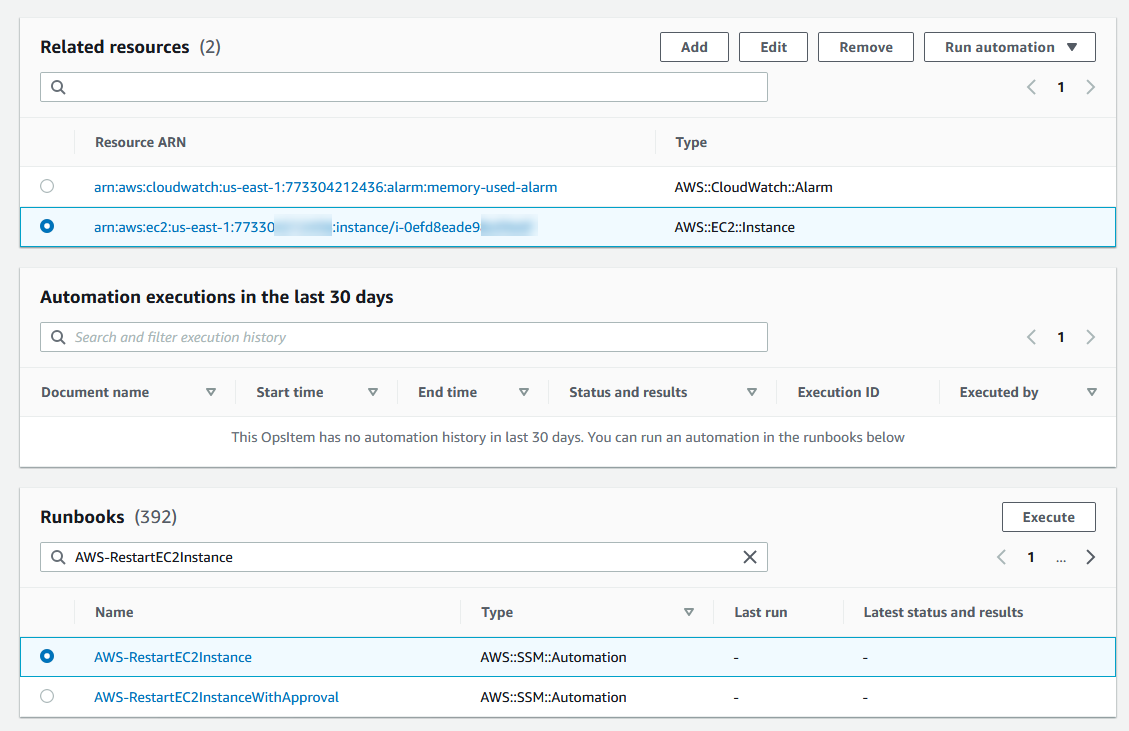 Related resources (2)
Add
Edit
Remove
Run automation
1
Resource ARN
Type
arn:aws:cloudwatch:us-east-1:773304212436:alarm:memory-used-alarm
AWS::CloudWatch::Alarm
arn:aws:ec2:us-east-1:77330 :instance/i-0efd8eade9
AWS::EC2::Instance
Automation executions in the last 30 days
Search and filter execution history
1
Document name
Start time
End time
Status and results
Execution ID
Executed by
This OpsItem has no automation history in last 30 days. You can run an automation in the runbooks below
Runbooks (392)
Execute
AWS-RestartEC2Instance
1 ...
Name
Type
Last run
Latest status and results
AWS-RestartEC2Instance
AWS::SSM::Automation
-
-
AWS-RestartEC2InstanceWithApproval
AWS::SSM::Automation
-
-